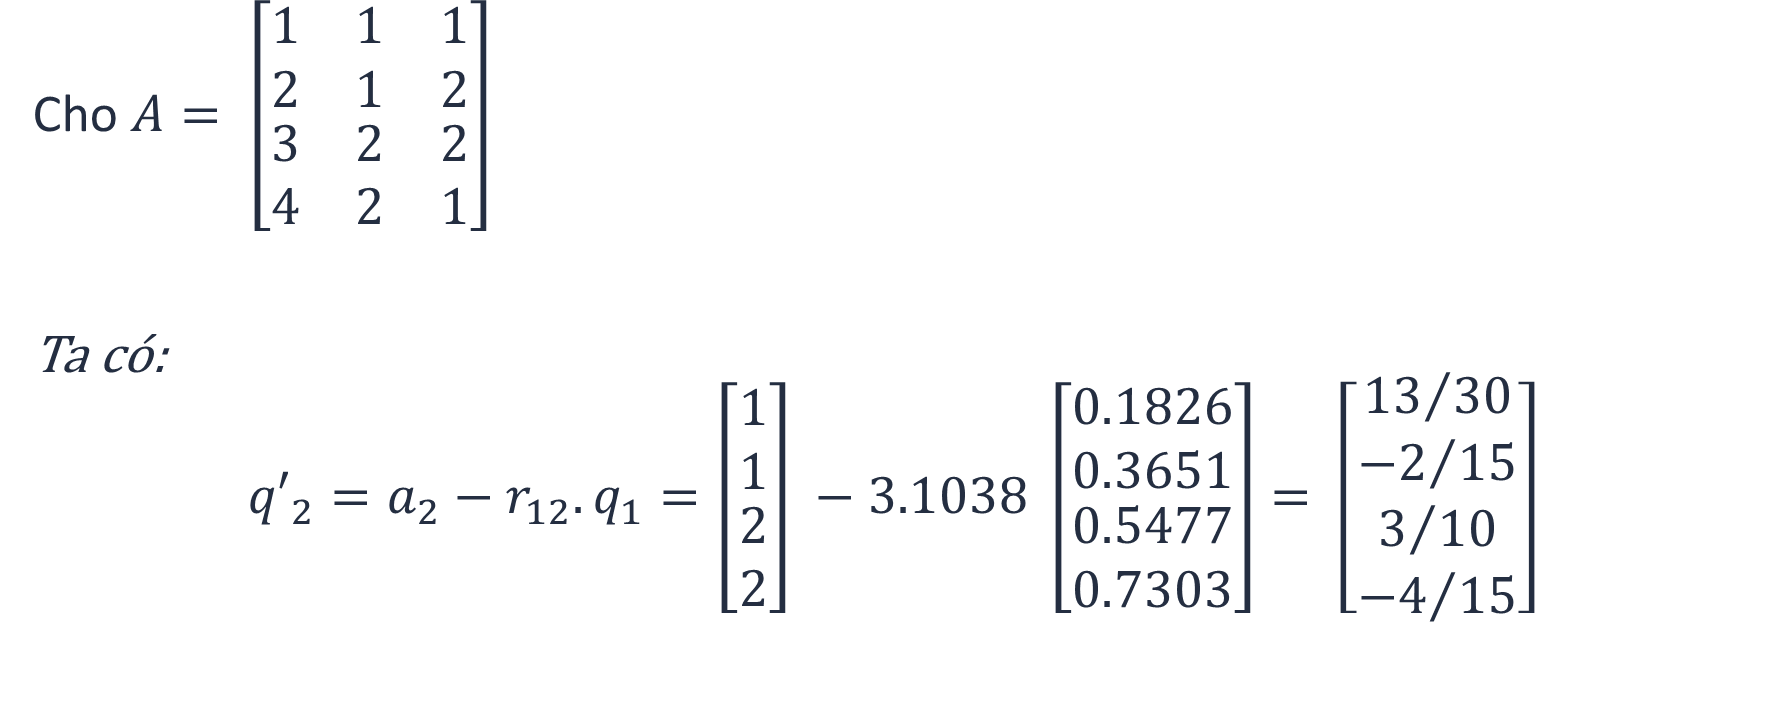 Cho A = [1 1 1
2 1 2
3 2 2
4 2 1]
Ta có:
q'₂ = a₂ − r₁₂. q₁ = [1 1 2 2] − 3.1038 [0.1826 0.3651 0.5477 0.7303] = [13/30 −2/15 3/10 −4/15]